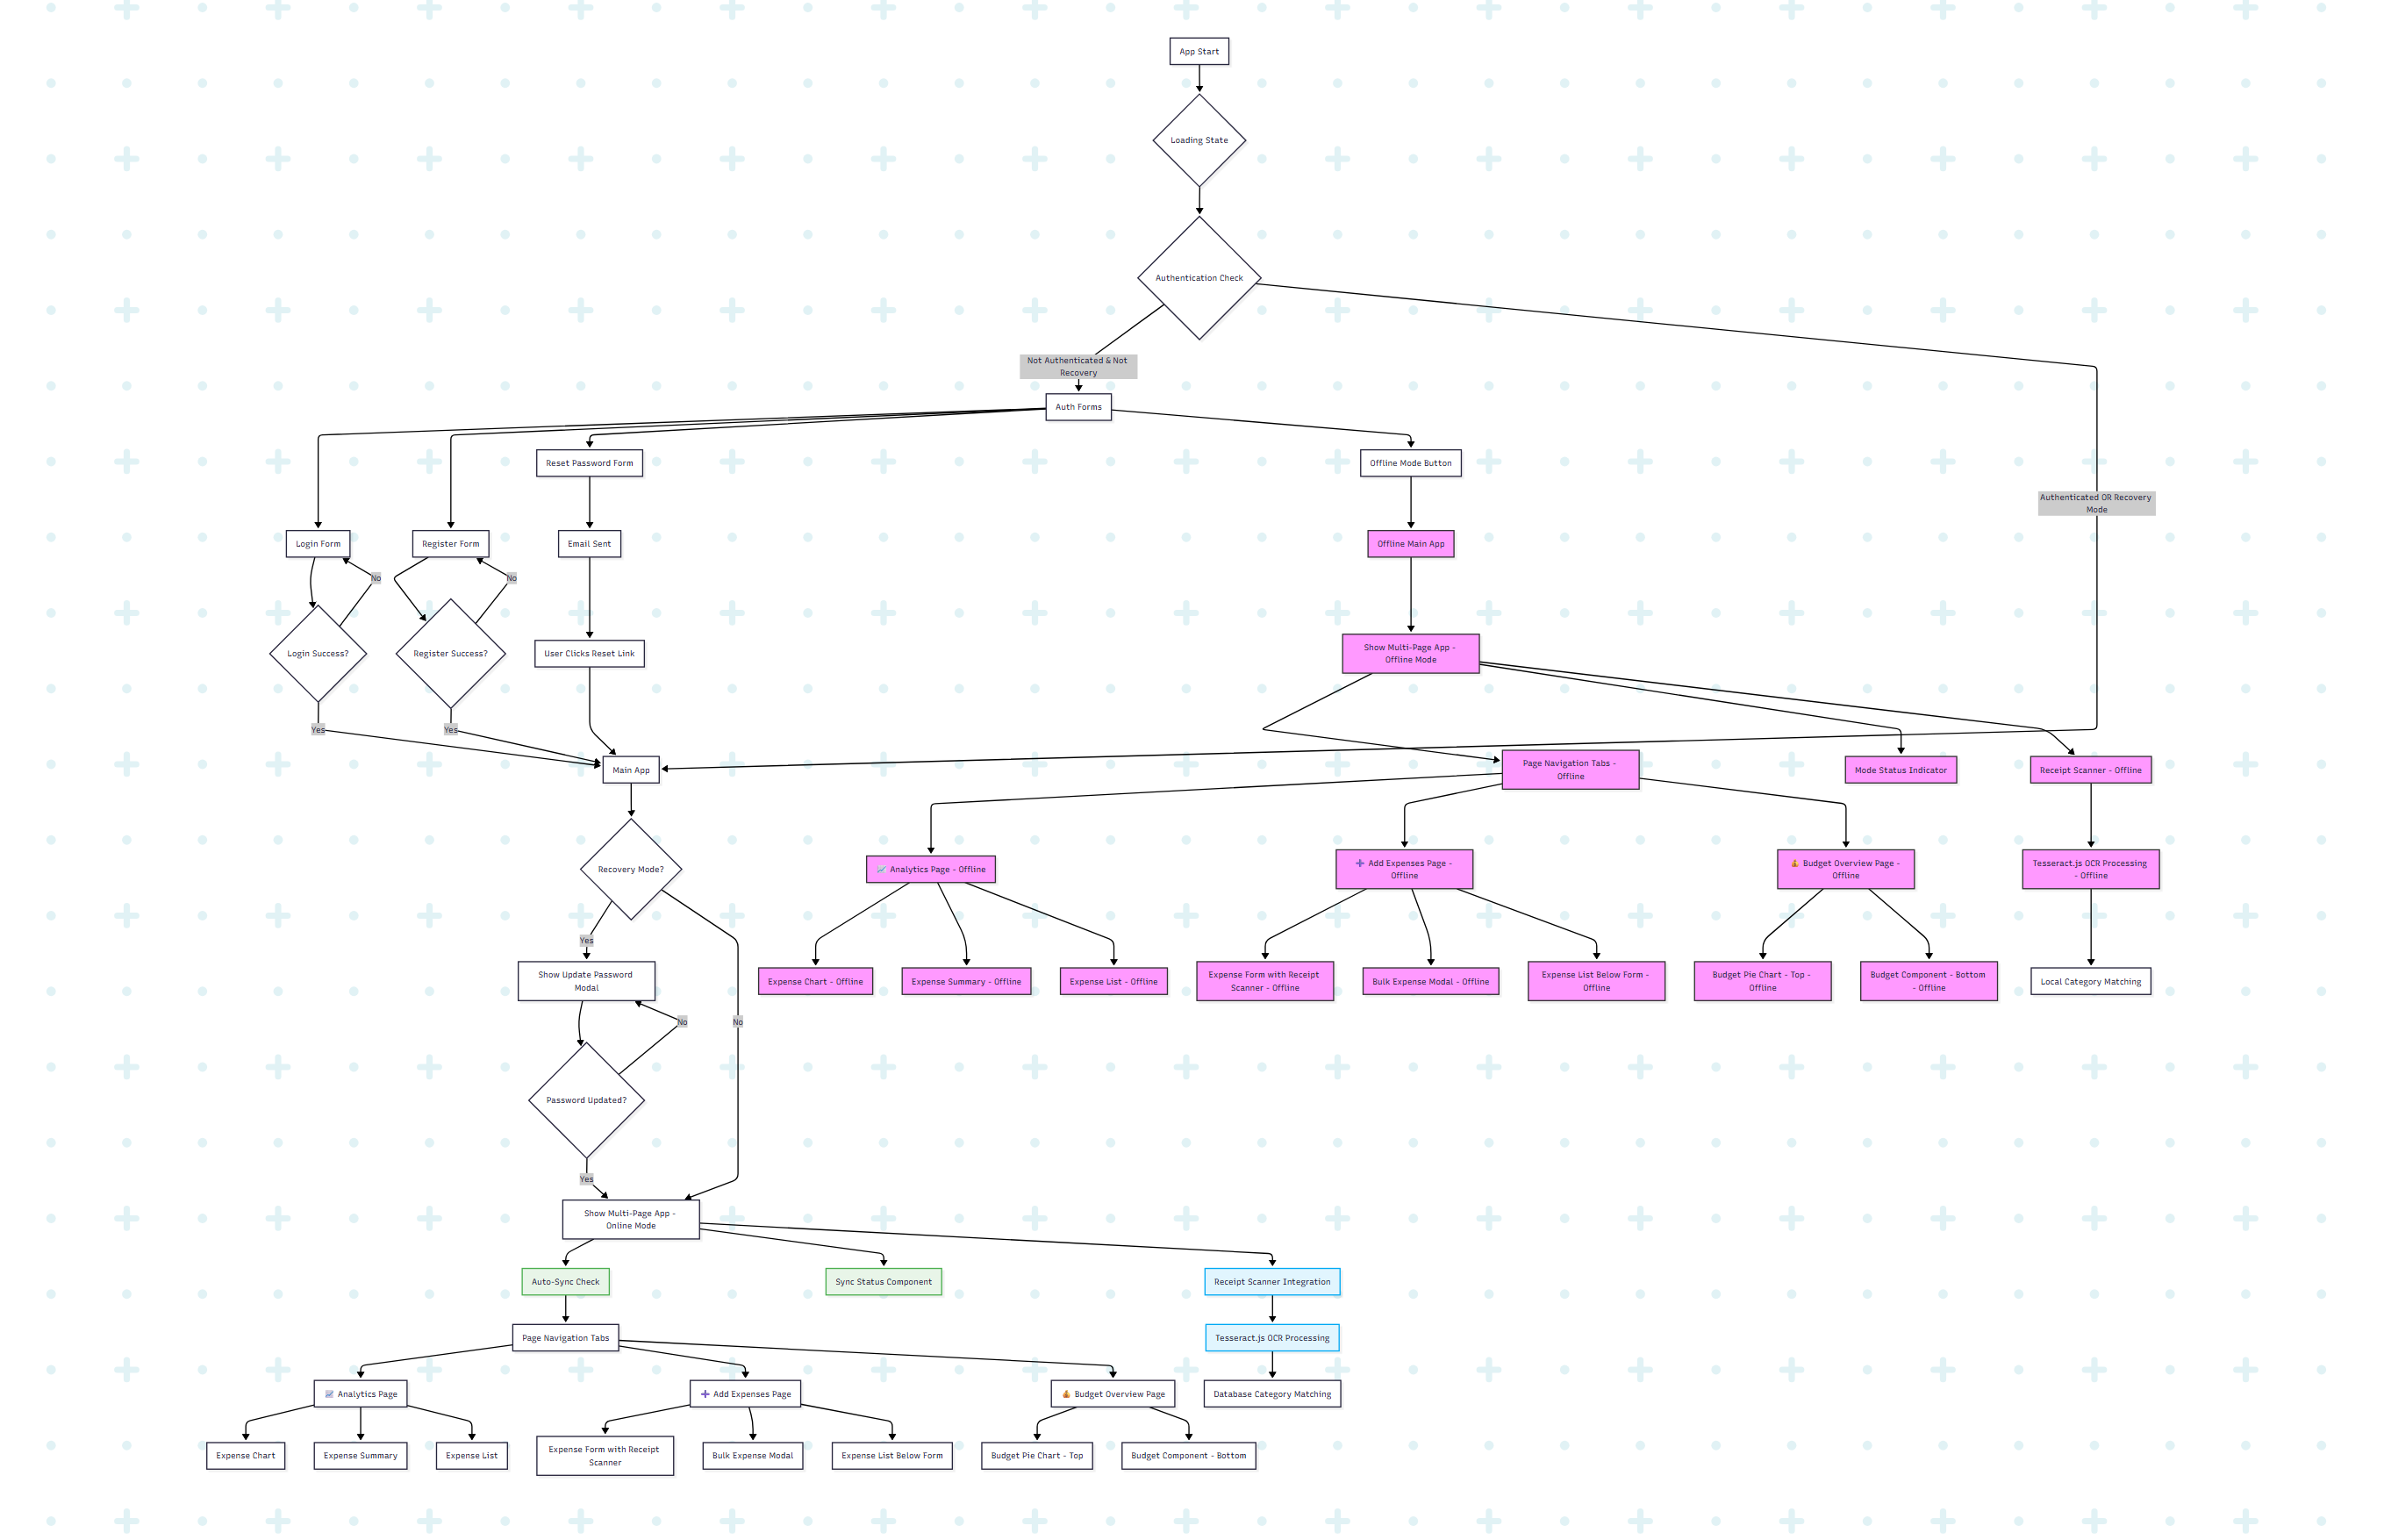 App Start
Loading State
Authentication Check
Not Authenticated & Not
Recovery
Auth Forms
Reset Password Form
Offline Mode Button
Authenticated OR Recovery
Mode
Login Form
Register Form
Email Sent
Offline Main App
No
No
Login Success?
Register Success?
User Clicks Reset Link
Show Multi-Page App -
Offline Mode
Yes
Yes
Main App
Page Navigation Tabs -
Offline
Mode Status Indicator
Receipt Scanner - Offline
Recovery Mode?
📈 Analytics Page - Offline
➕ Add Expenses Page -
Offline
💰 Budget Overview Page -
Offline
Tesseract.js OCR Processing
- Offline
Yes
Show Update Password
Modal
Expense Chart - Offline
Expense Summary - Offline
Expense List - Offline
Expense Form with Receipt
Scanner - Offline
Bulk Expense Modal - Offline
Expense List Below Form -
Offline
Budget Pie Chart - Top -
Offline
Budget Component - Bottom
- Offline
Local Category Matching
No
No
Password Updated?
Yes
Show Multi-Page App -
Online Mode
Auto-Sync Check
Sync Status Component
Receipt Scanner Integration
Page Navigation Tabs
Tesseract.js OCR Processing
📈 Analytics Page
➕ Add Expenses Page
💰 Budget Overview Page
Database Category Matching
Expense Chart
Expense Summary
Expense List
Expense Form with Receipt
Scanner
Bulk Expense Modal
Expense List Below Form
Budget Pie Chart - Top
Budget Component - Bottom